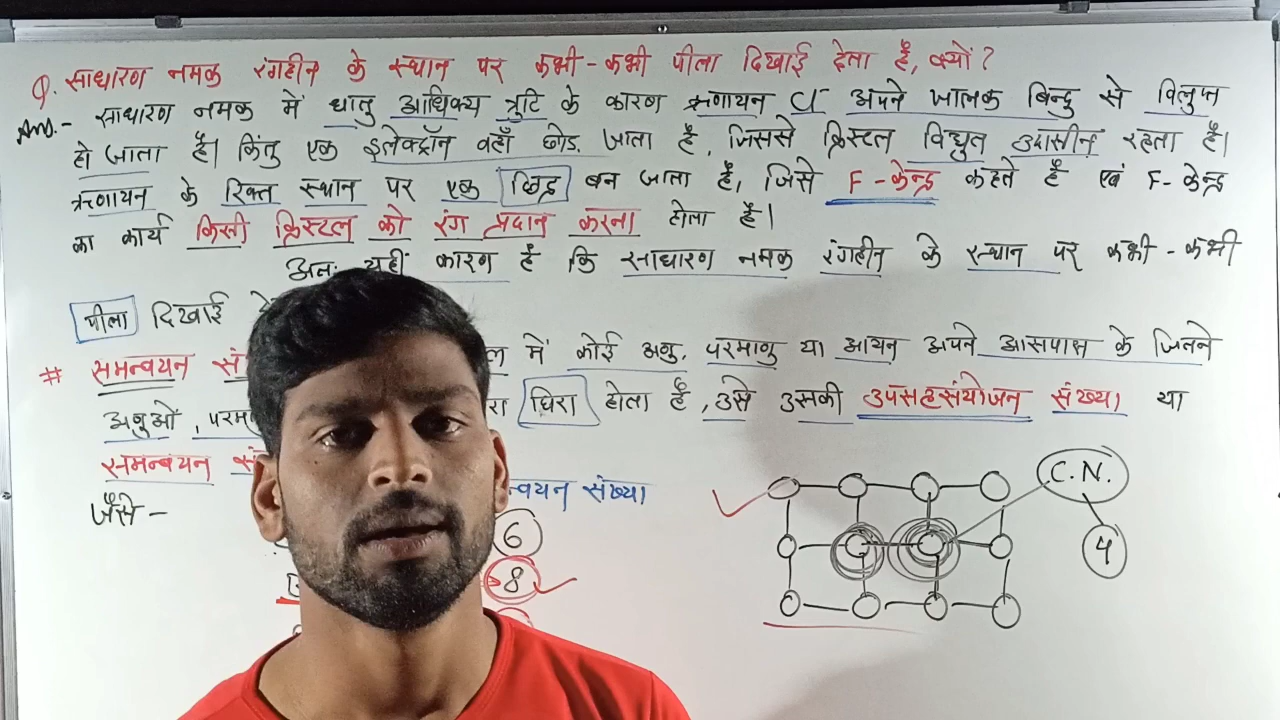 Q. साधारण नमक रंगहीन के स्थान पर कभी-कभी पीला दिखाई देता है, क्यों?
Ans.- साधारण नमक में धातु आधिक्य त्रुटि के कारण ऋणायन Cl⁻ अपने जालक बिन्दु से विलुप्त
हो जाता है। किंतु एक इलेक्ट्रॉन वहाँ छोड़ जाता है, जिससे क्रिस्टल विद्युत उदासीन रहता है।
ऋणायन के रिक्त स्थान पर एक छिद्र बन जाता है, जिसे F-केन्द्र कहते है एवं F-केन्द्र
का कार्य किसी क्रिस्टल को रंग प्रदान करना होता है।
अतः यही कारण है कि साधारण नमक रंगहीन के स्थान पर कभी-कभी
पीला दिखाई
# समन्वयन में कोई अणु, परमाणु या आयन अपने आसपास के जितने
अणुओं, घिरा होता है, उसे उसकी उपसहसंयोजन संख्या या
समन्वयन
जैसे - संख्या
6
8
C.N.
4